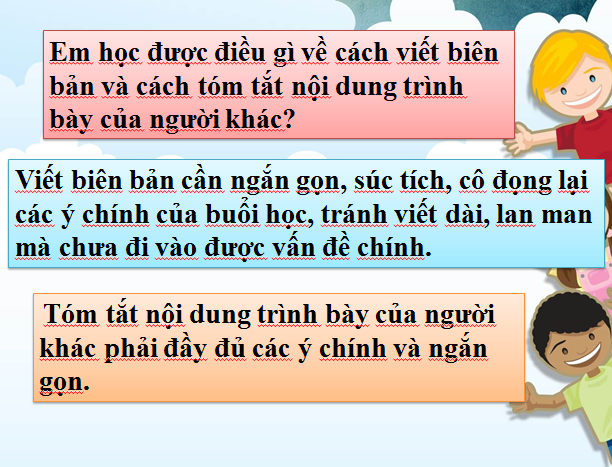 Em học được điều gì về cách viết biên
bản và cách tóm tắt nội dung trình
bày của người khác?
Viết biên bản cần ngắn gọn, súc tích, cô đọng lại
các ý chính của buổi học, tránh viết dài, lan man
mà chưa đi vào được vấn đề chính.
Tóm tắt nội dung trình bày của người
khác phải đầy đủ các ý chính và ngắn
gọn.